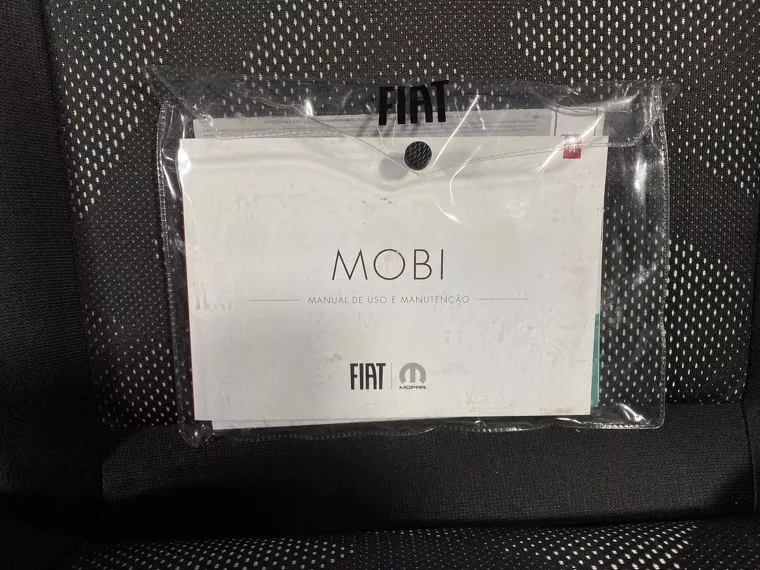 FIAT
MOBI
MANUAL DE USO E MANUTENÇÃO
FIAT
MOPAR.